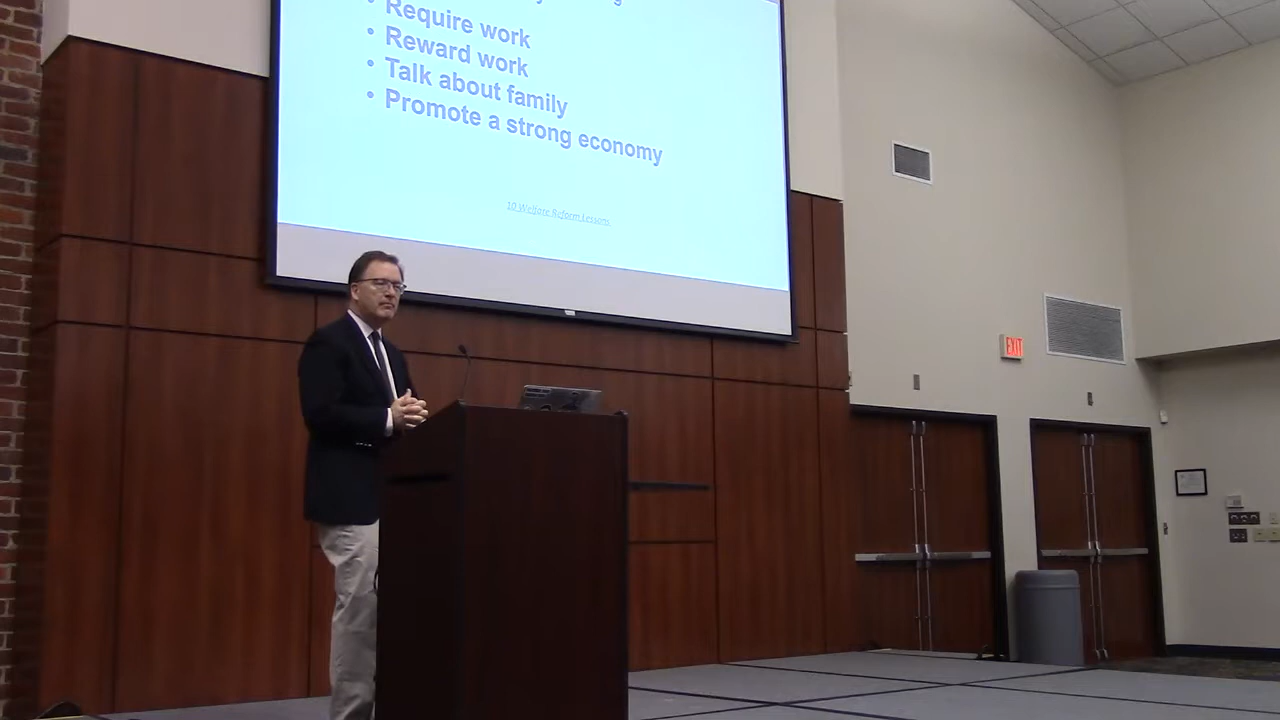 • Require work
• Reward work
• Talk about family
• Promote a strong economy
10 Welfare Reform Lessons
EXIT